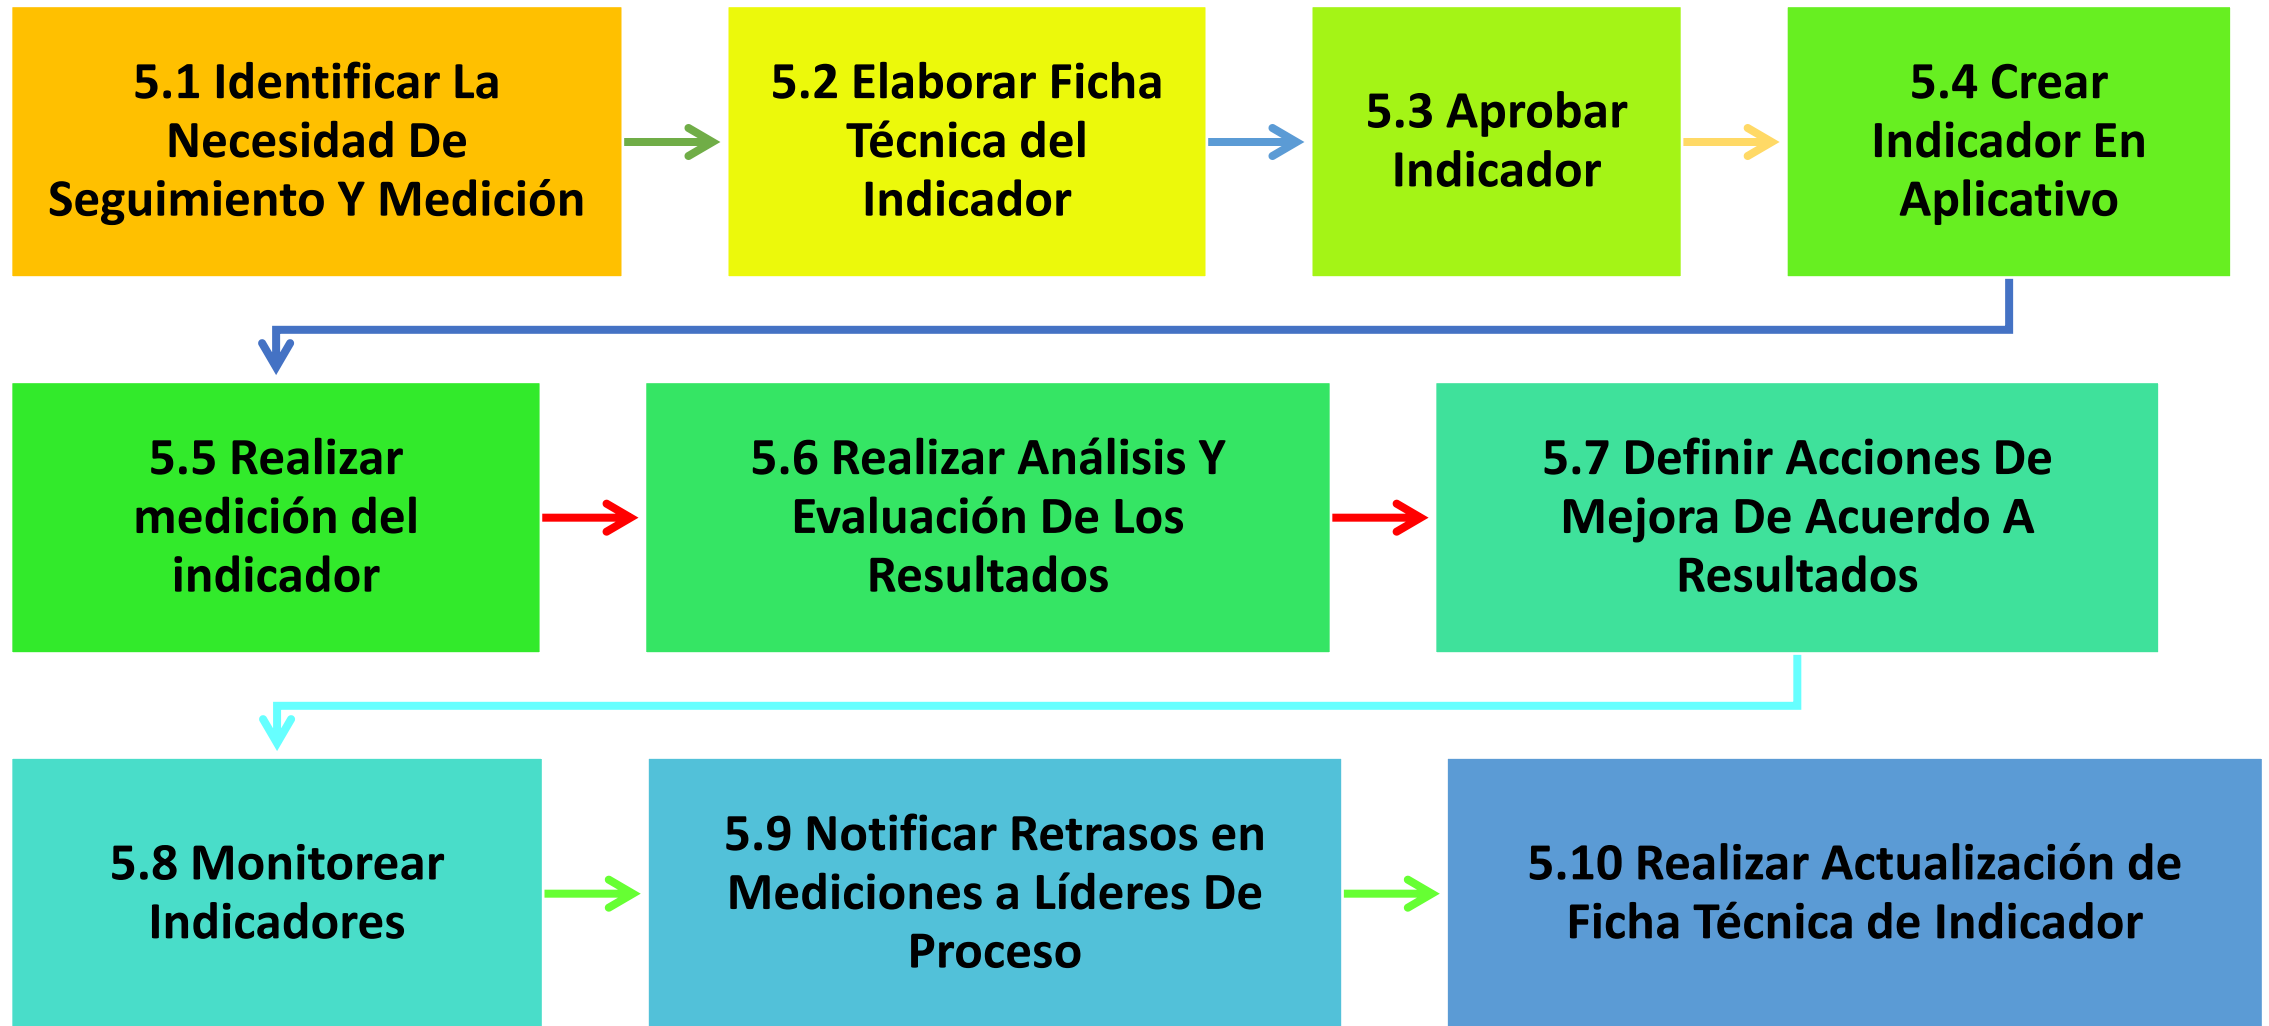 5.1 Identificar La
Necesidad De
Seguimiento Y Medición
5.2 Elaborar Ficha
Técnica del
Indicador
5.3 Aprobar
Indicador
5.4 Crear
Indicador En
Aplicativo
5.5 Realizar
medición del
indicador
5.6 Realizar Análisis Y
Evaluación De Los
Resultados
5.7 Definir Acciones De
Mejora De Acuerdo A
Resultados
5.8 Monitorear
Indicadores
5.9 Notificar Retrasos en
Mediciones a Líderes De
Proceso
5.10 Realizar Actualización de
Ficha Técnica de Indicador